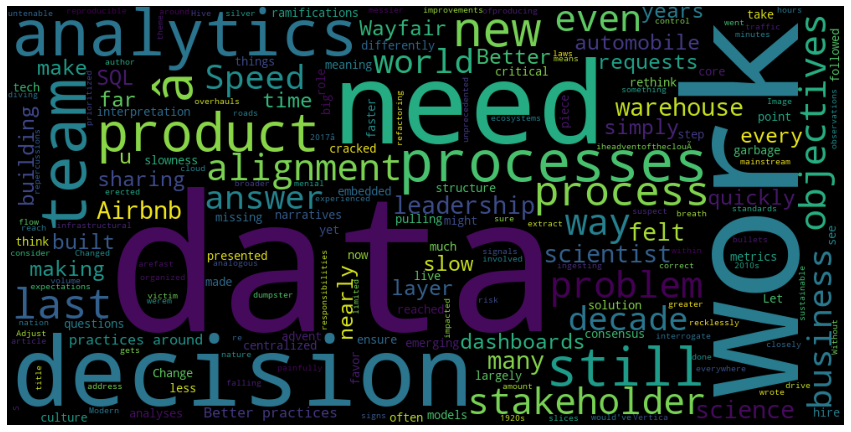 analytics
new
even
years
ramifications
Wayfair
requests
automobile
world
Better
differently
rethink
critical
take
minutes
hours
traffic
control
went
laws
means
core
followed
SQL
Hive
silver
theme
around
author
meaning
things
improvements
reproducible
untenable
tech
diving
make
far
time
interpretation
big
role
Speed
â
team
product
need
Work
objectives
warehouse
simply
every
point
Image
garbage
step
mainstream
observations
piece
unprecedented
ecosystems
refactoring
faster
2017â
cracked
overhauls
roads
cloud
prioritized
repercussions
building
u
slowness
sharing
alignment
processes
process
quickly
iheadventoftheclouÃ
structure
embedded
broader
menial
experienced
erected
infrastructural
Airbnb
answer
leadership
way
felt
scientist
standards
suspect
breath
extract
sure
bullets
metrics
2010s
see
missing
narratives
pulling
might
yet
flow
reach
think
built
consider
presented
analogous
organized
nearly
slow
much
signals
involved
layer
live
now
problem
within
correct
ingesting
Let
last
making
data
decade
business
solution
greater
recklessly
interrogate
closely
consensus
sustainable
without
expectations
volume
victim
made
dumpster
responsibilities
limited
reached
risk
impacted
questions
nation
practices around
centralized
advent
ensure
emerging
dashboards
many
largely
decision
still
stakeholder
science
hire
Adjust
article
title
address
gets
Change
less
nature
re
falling
painfully
favor
amount
done
everywhere
drive
wrote
culture
Modern
analyses
Better practices
signs
often
models
1920s
slices
would've
Vertica